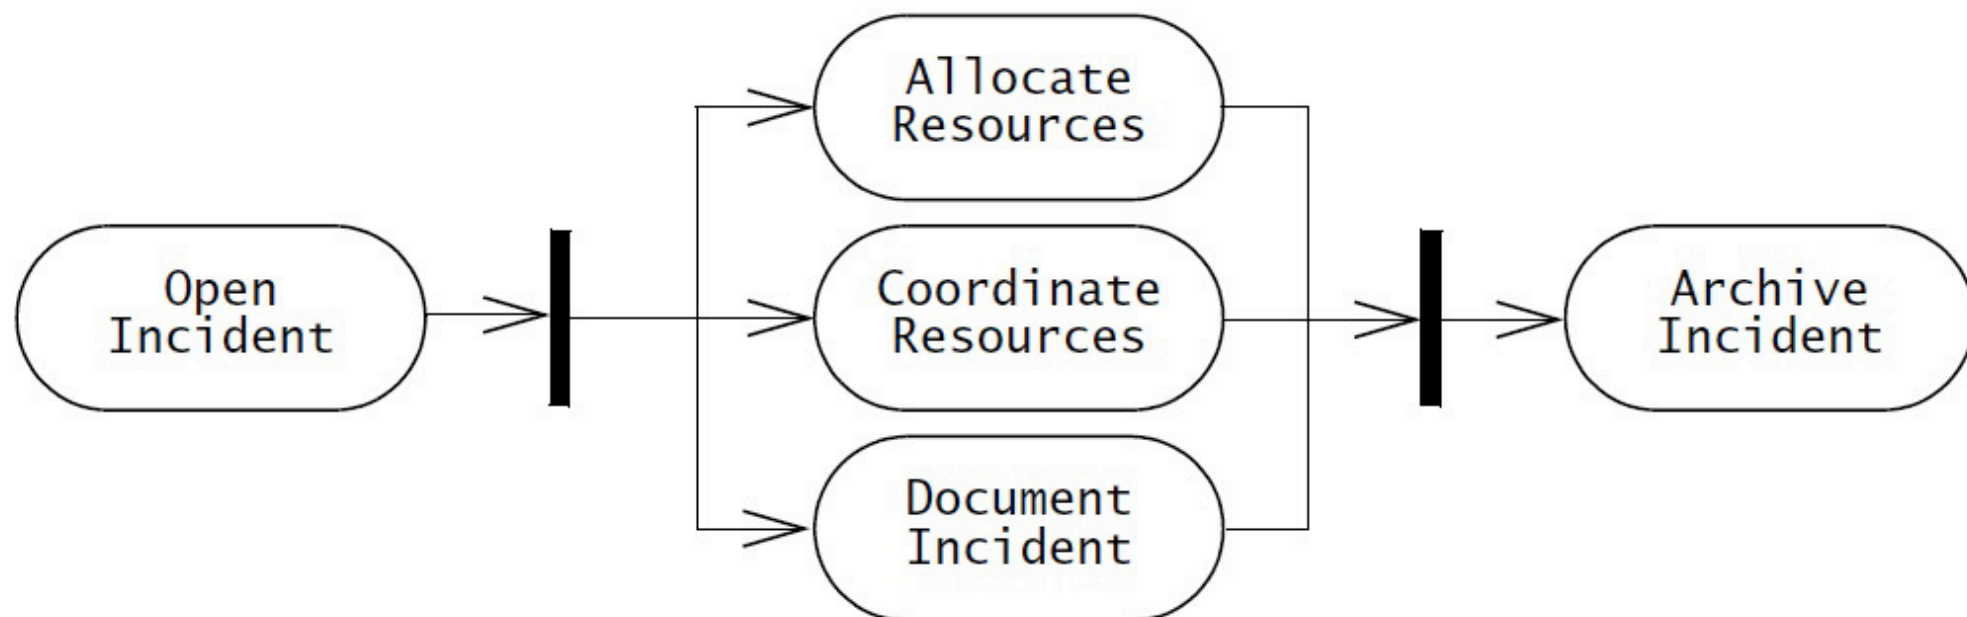 Open
Incident
Allocate
Resources
Coordinate
Resources
Document
Incident
Archive
Incident